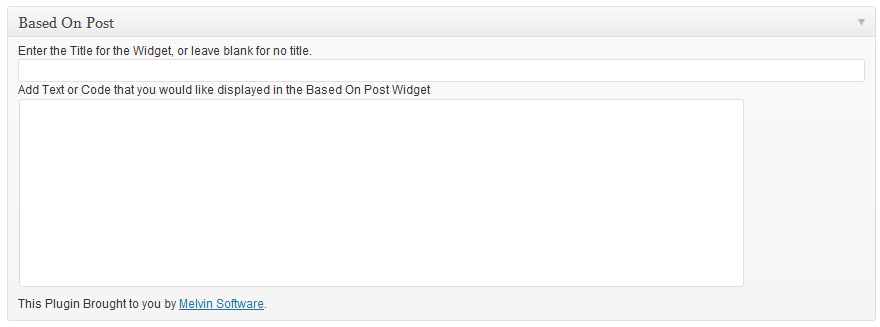 Based On Post
Enter the Title for the Widget, or leave blank for no title.
Add Text or Code that you would like displayed in the Based On Post Widget
This Plugin Brought to you by Melvin Software.